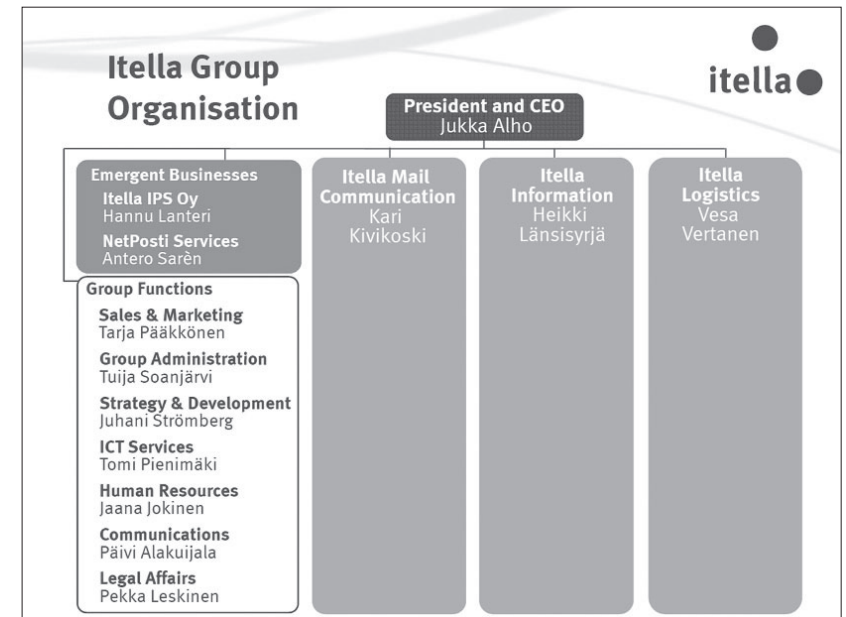 Itella Group
Organisation
itella
President and CEO
Jukka Alho
Emergent Businesses
Itella IPS Oy
Hannu Lanteri
NetPosti Services
Antero Sarèn
Itella Mail
Communication
Kari
Kivikoski
Itella
Information
Heikki
Länsisyrjä
Itella
Logistics
Vesa
Vertanen
Group Functions
Sales & Marketing
Tarja Pääkkönen
Group Administration
Tuija Soanjärvi
Strategy & Development
Juhani Strömberg
ICT Services
Tomi Pienimäki
Human Resources
Jaana Jokinen
Communications
Päivi Alakuijala
Legal Affairs
Pekka Leskinen